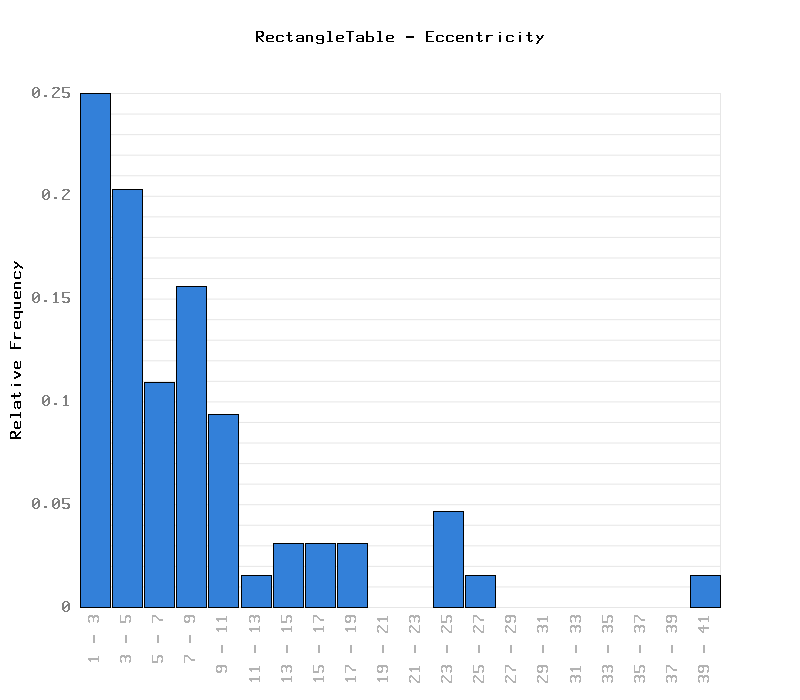 RectangleTable - Eccentricity
0.25
0.2
0.15
0.1
0.05
0
Relative Frequency
1 - 3
3 - 5
5 - 7
7 - 9
9 - 11
11 - 13
13 - 15
15 - 17
17 - 19
19 - 21
21 - 23
23 - 25
25 - 27
27 - 29
29 - 31
31 - 33
33 - 35
35 - 37
37 - 39
39 - 41